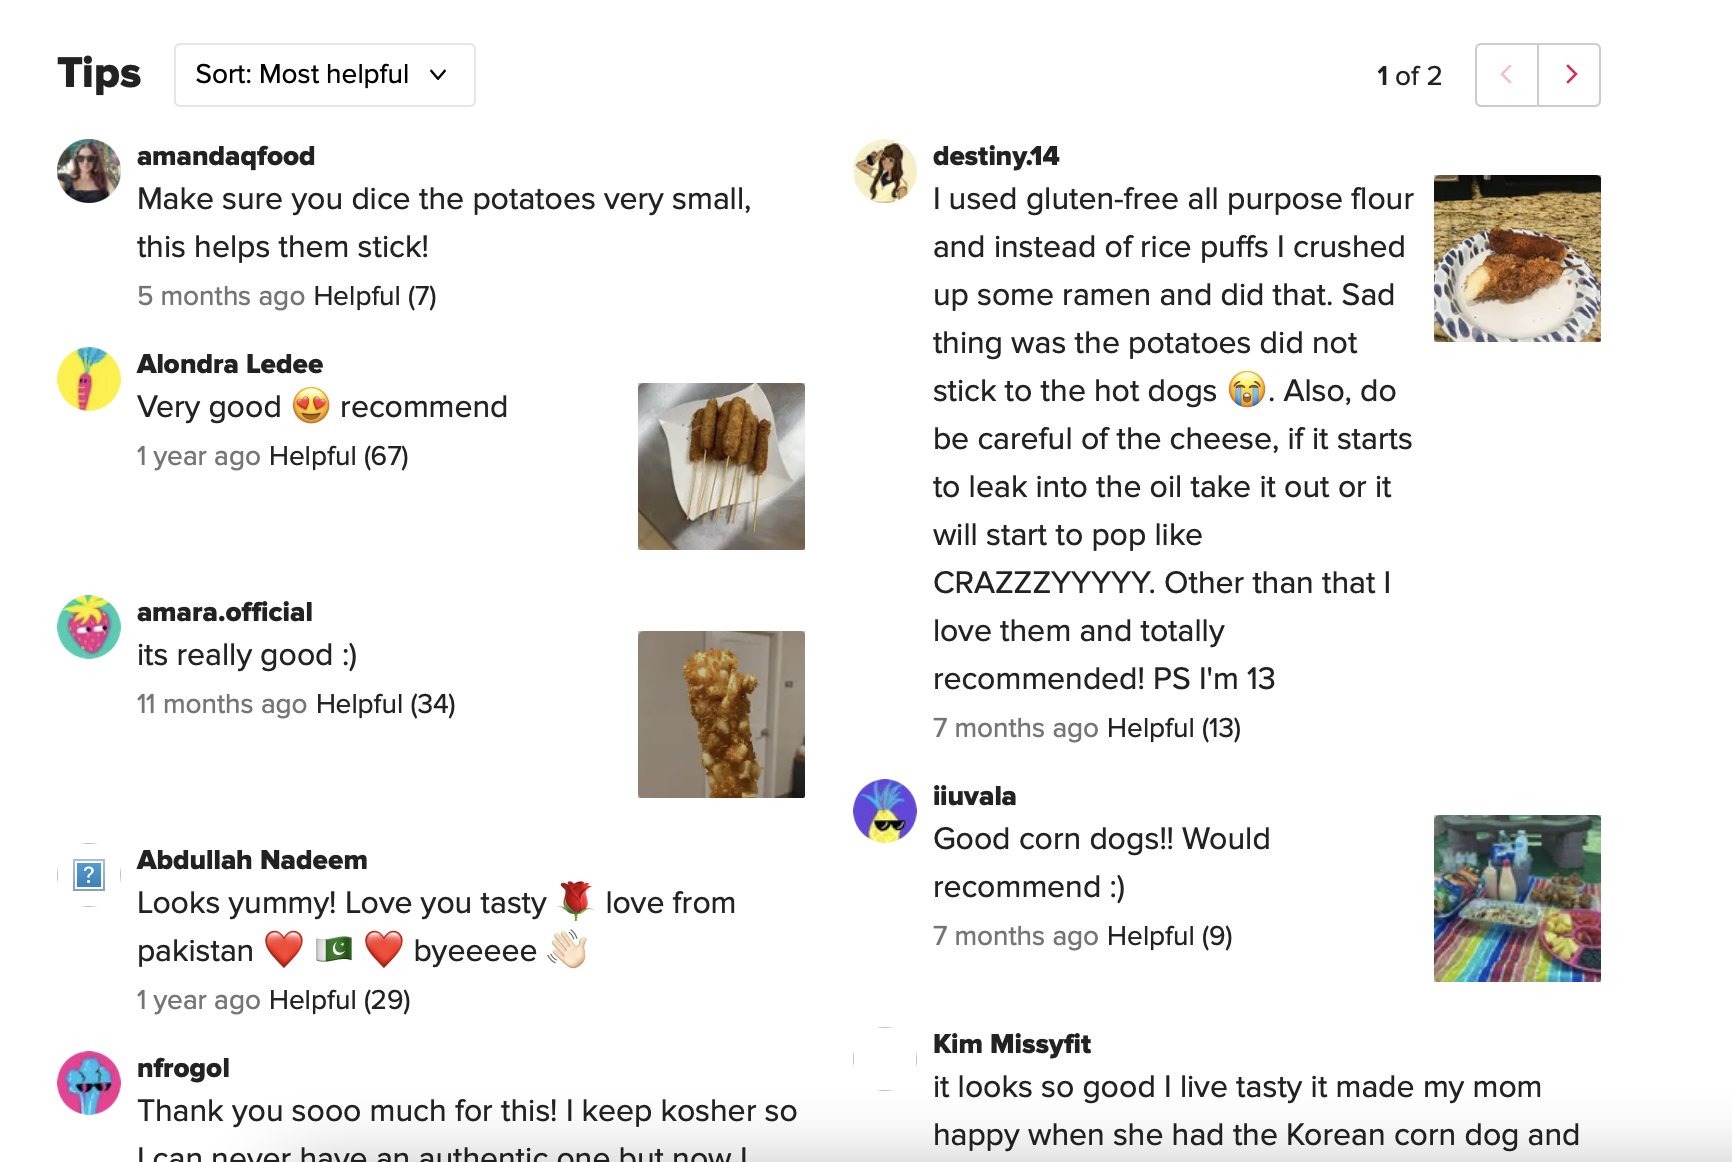 Tips
Sort: Most helpful
1 of 2
amandaqfood
Make sure you dice the potatoes very small,
this helps them stick!
5 months ago Helpful (7)
Alondra Ledee
Very good 😍 recommend
1 year ago Helpful (67)
amara.official
its really good :)
11 months ago Helpful (34)
Abdullah Nadeem
Looks yummy! Love you tasty 🌹 love from
pakistan ❤️ 🇵🇰 ❤️ byeeeee 👋🏻
1 year ago Helpful (29)
nfrogol
Thank you sooo much for this! I keep kosher so
I can never have an authentic one but now I
destiny.14
I used gluten-free all purpose flour
and instead of rice puffs I crushed
up some ramen and did that. Sad
thing was the potatoes did not
stick to the hot dogs 😭. Also, do
be careful of the cheese, if it starts
to leak into the oil take it out or it
will start to pop like
CRAZZZYYYYY. Other than that I
love them and totally
recommended! PS I'm 13
7 months ago Helpful (13)
iiuvala
Good corn dogs!! Would
recommend :)
7 months ago Helpful (9)
Kim Missyfit
it looks so good I live tasty it made my mom
happy when she had the Korean corn dog and